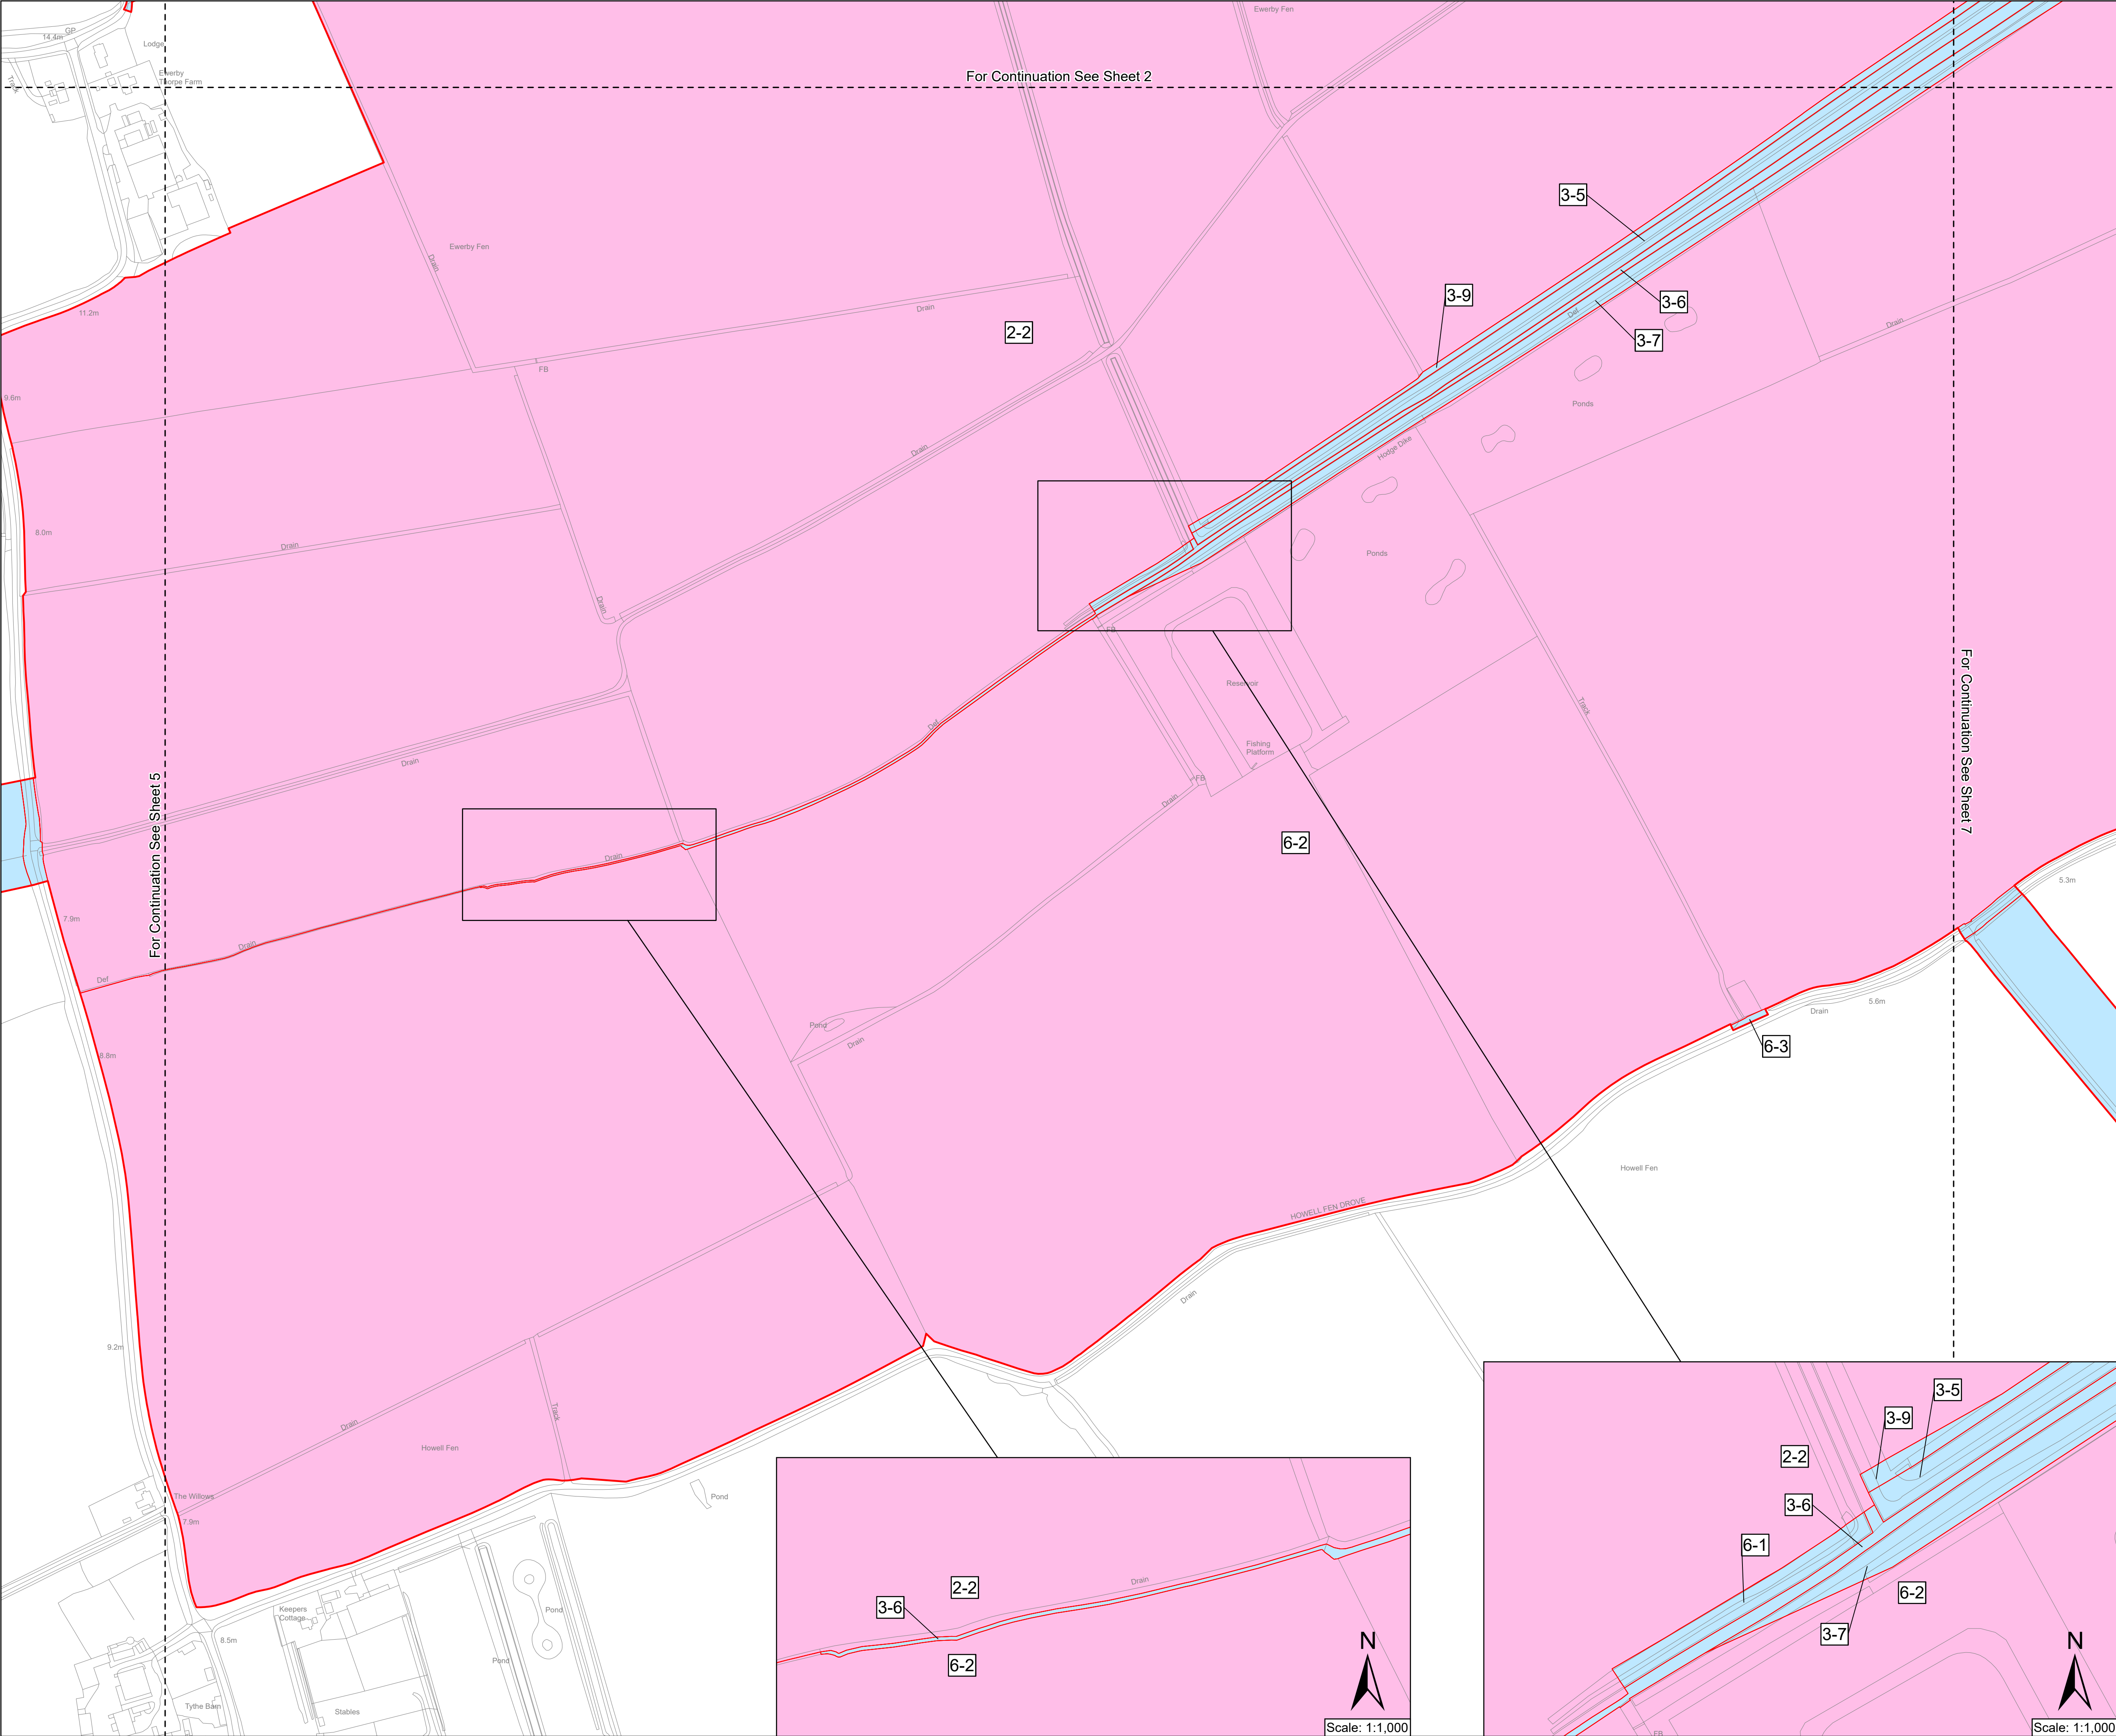 GP
14.4m
Lodge
Track
Ewerby
Thorpe Farm
Ewerby Fen
For Continuation See Sheet 2
3-5
Ewerby Fen
Drain
3-9
3-6
11.2m
Drain
2-2
Def
3-7
Drain
FB
9.6m
Ponds
Drain
Hodge Dike
8.0m
Drain
Ponds
Drain
FB
For Continuation See Sheet 5
For Continuation See Sheet 7
Reservoir
Track
Def
Fishing
Platform
Drain
FB
Drain
6-2
Drain
5.3m
7.9m
Drain
Def
5.6m
Drain
Pond
Drain
6-3
8.8m
Howell Fen
HOWELL FEN DROVE
Drain
9.2m
Drain
Track
Howell Fen
The Willows
7.9m
Pond
Keepers
Cottage
Pond
8.5m
Pond
Tythe Barn
Stables
Drain
2-2
3-6
6-2
N
Scale: 1:1,000
3-5
3-9
2-2
3-6
6-1
6-2
3-7
N
FB
Scale: 1:1,000